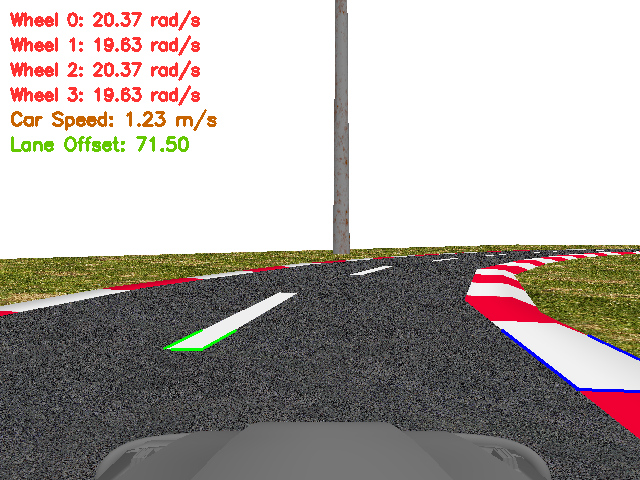 Wheel 0: 20.37 rad/s
Wheel 1: 19.63 rad/s
Wheel 2: 20.37 rad/s
Wheel 3: 19.63 rad/s
Car Speed: 1.23 m/s
Lane Offset: 71.50